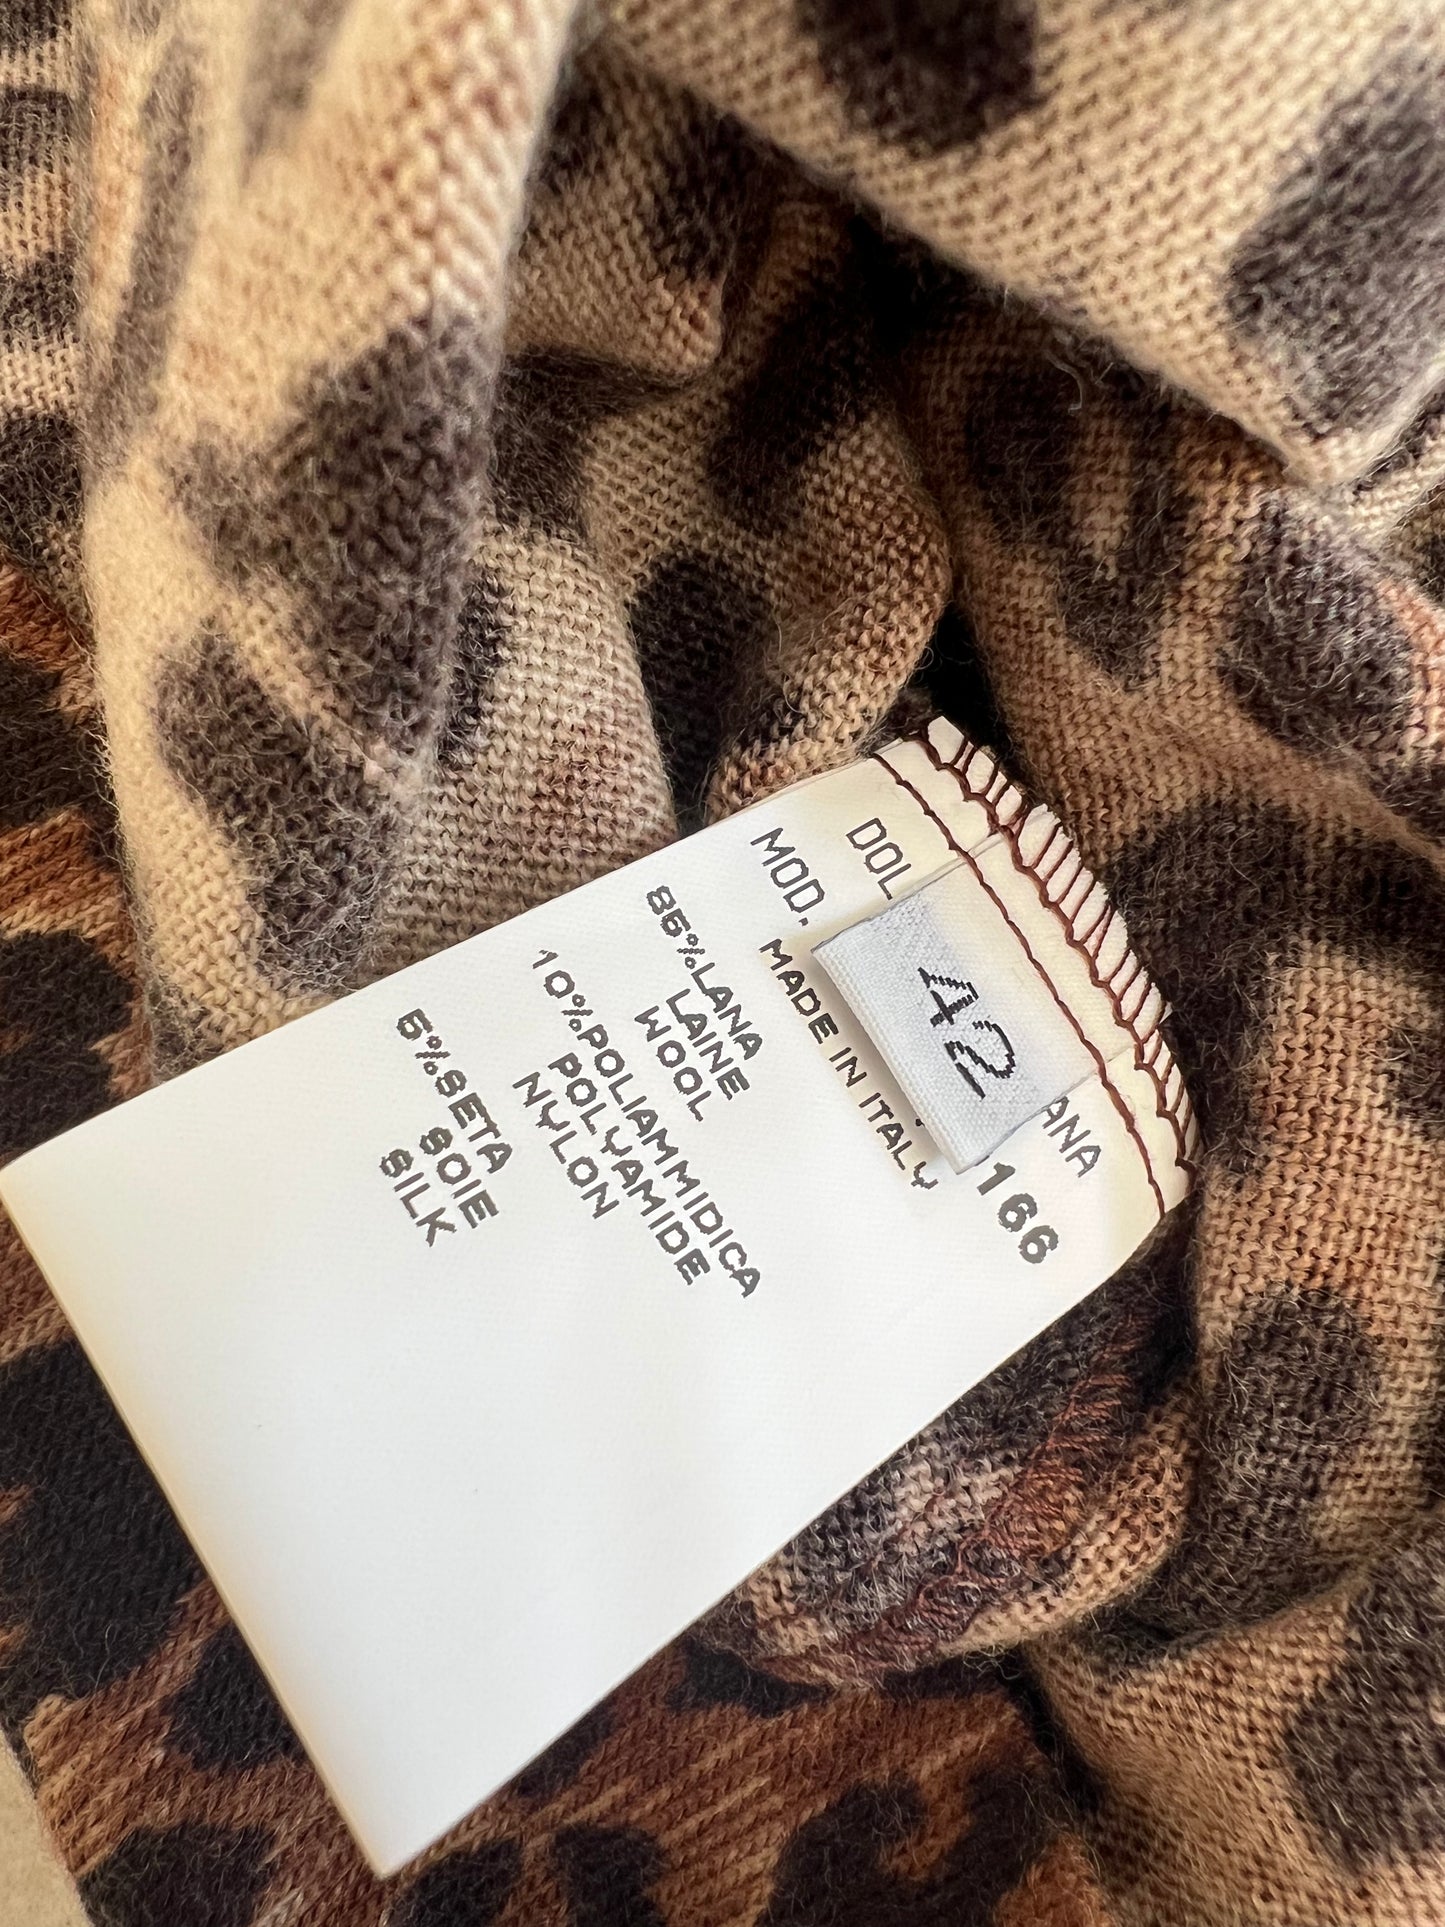 DOL
ANA
MOD.
166
42
MADE IN ITALY
85%LANA
LAINE
WOOL
10%POLIAMMIDICA
POLYAMIDE
NYLON
5%SETA
SOIE
SILK